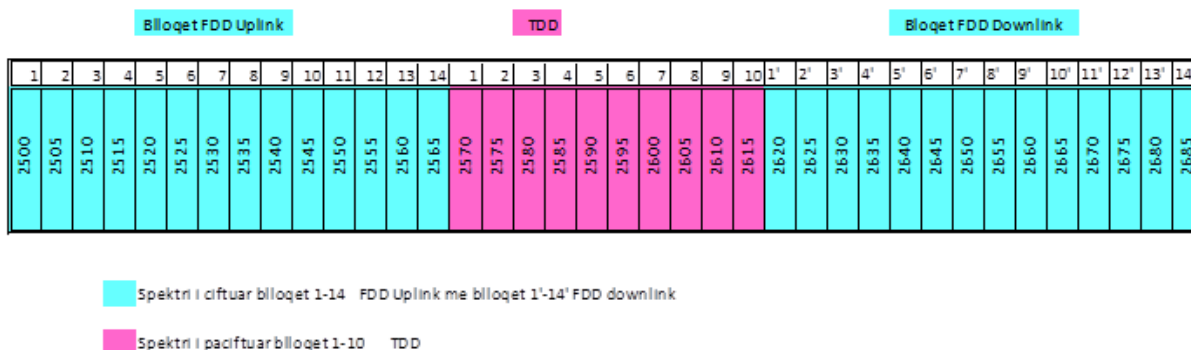 Blloqet FDD Uplink TDD Bloqet FDD Downlink
1 2 3 4 5 6 7 8 9 10 11 12 13 14 1 2 3 4 5 6 7 8 9 10 1' 2' 3' 4' 5' 6' 7' 8' 9' 10' 11' 12' 13' 14
2500 2505 2510 2515 2520 2525 2530 2535 2540 2545 2550 2555 2560 2565 2570 2575 2580 2585 2590 2595 2600 2605 2610 2615 2620 2625 2630 2635 2640 2645 2650 2655 2660 2665 2670 2675 2680 2685
Spektri i ciftuar blloqet 1-14 FDD Uplink me blloqet 1'-14' FDD downlink
Spektri i paciftuar blloqet 1-10 TDD